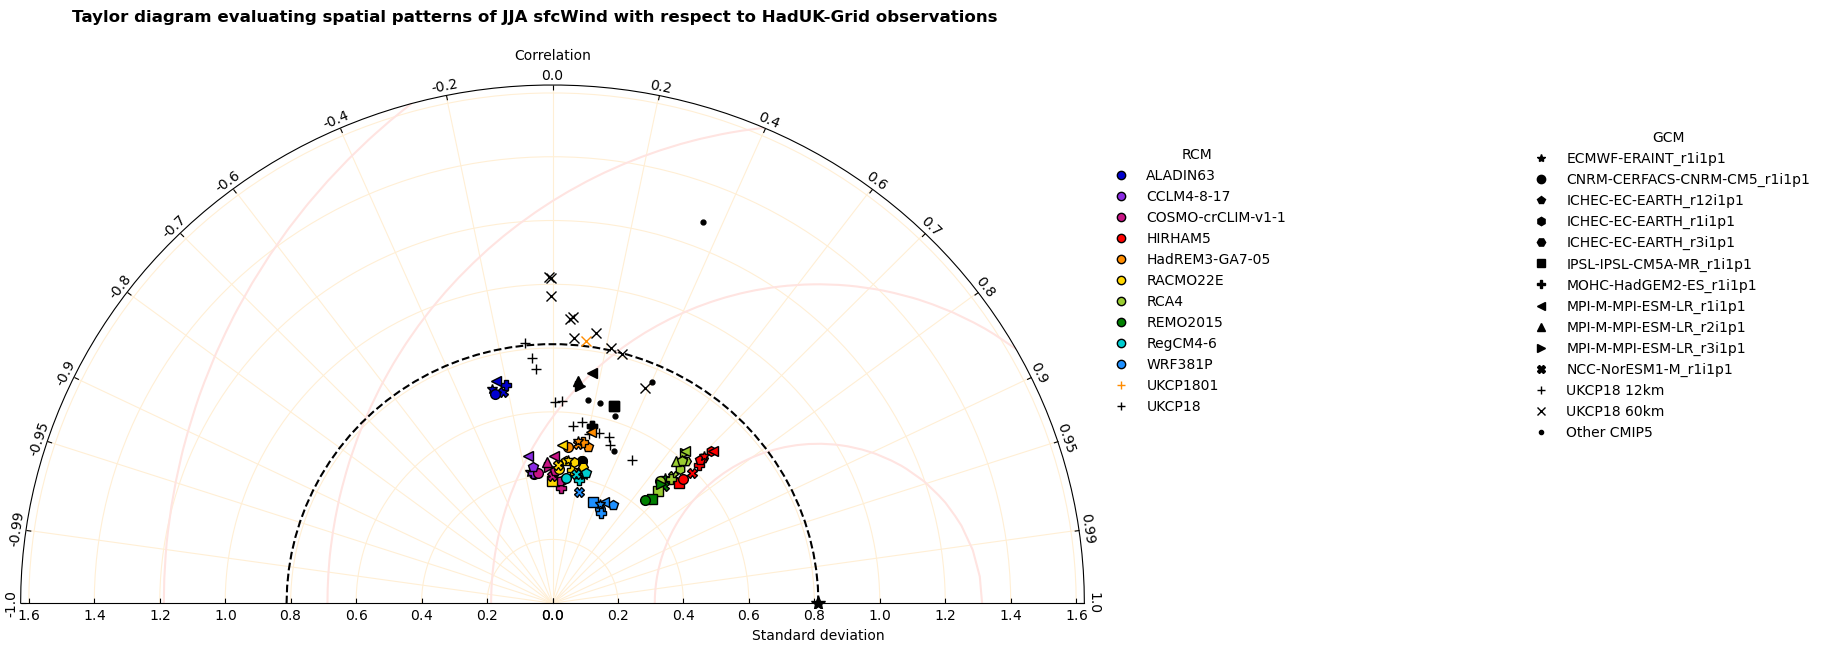 Taylor diagram evaluating spatial patterns of JJA sfcWind with respect to HadUK-Grid observations
Correlation
0.0
-0.2
0.2
-0.4
0.4
-0.6
0.6
-0.7
0.7
-0.8
0.8
-0.9
0.9
-0.95
0.95
-0.99
0.99
-1.0
1.0
1.6 1.4 1.2 1.0 0.8 0.6 0.4 0.2 0.0 0.0 0.2 0.4 0.6 0.8 1.0 1.2 1.4 1.6
Standard deviation
RCM
ALADIN63
CCLM4-8-17
COSMO-crCLIM-v1-1
HIRHAM5
HadREM3-GA7-05
RACMO22E
RCA4
REMO2015
RegCM4-6
WRF381P
UKCP1801
UKCP18
GCM
ECMWF-ERAINT_r1i1p1
CNRM-CERFACS-CNRM-CM5_r1i1p1
ICHEC-EC-EARTH_r12i1p1
ICHEC-EC-EARTH_r1i1p1
ICHEC-EC-EARTH_r3i1p1
IPSL-IPSL-CM5A-MR_r1i1p1
MOHC-HadGEM2-ES_r1i1p1
MPI-M-MPI-ESM-LR_r1i1p1
MPI-M-MPI-ESM-LR_r2i1p1
MPI-M-MPI-ESM-LR_r3i1p1
NCC-NorESM1-M_r1i1p1
UKCP18 12km
UKCP18 60km
Other CMIP5